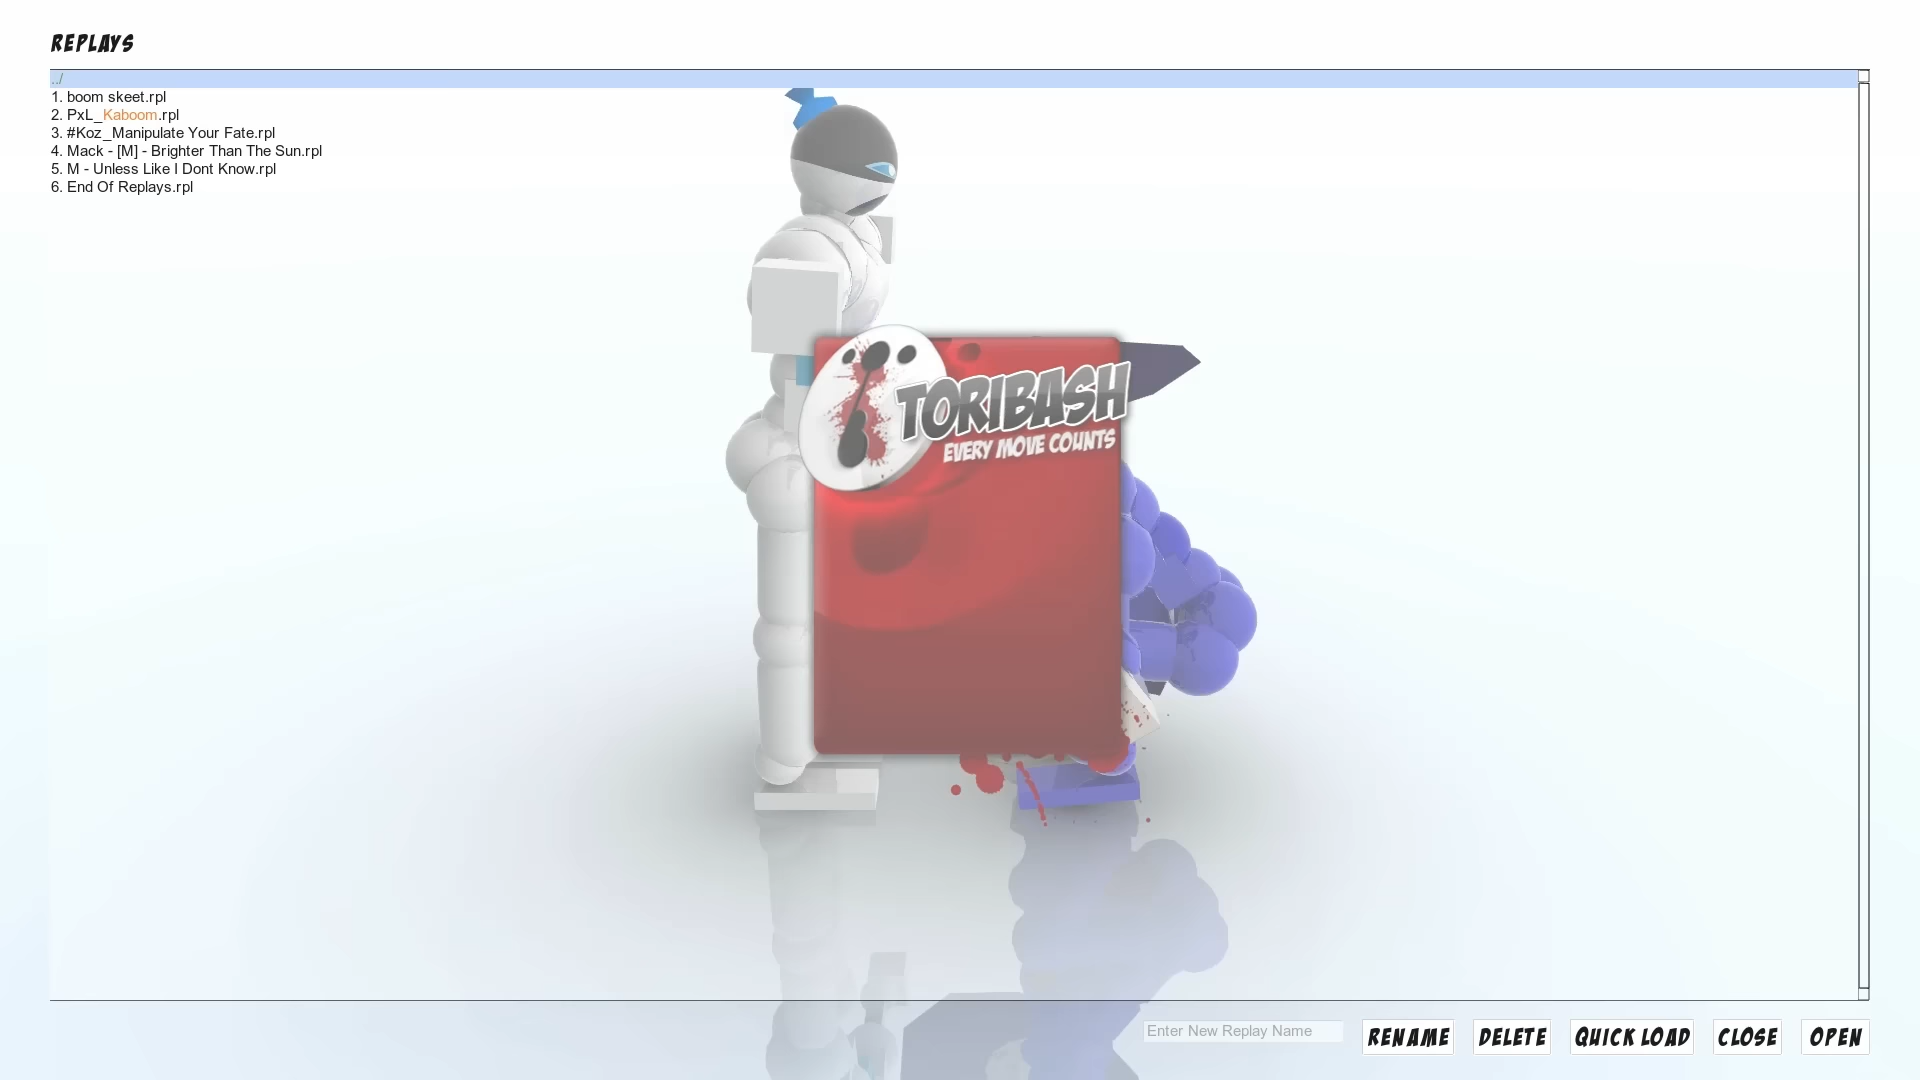 REPLAYS
../
1. boom skeet.rpl
2. PxL_Kaboom.rpl
3. #Koz_Manipulate Your Fate.rpl
4. Mack - [M] - Brighter Than The Sun.rpl
5. M - Unless Like I Dont Know.rpl
6. End Of Replays.rpl
TORIBASH
EVERY MOVE COUNTS
Enter New Replay Name
RENAME
DELETE
QUICK LOAD
CLOSE
OPEN